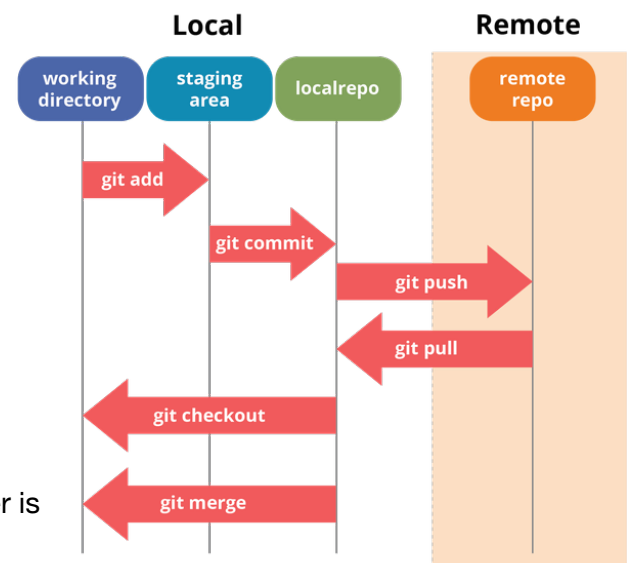 Local
Remote
working
directory
staging
area
localrepo
remote
repo
git add
git commit
git push
git pull
git checkout
git merge
r is